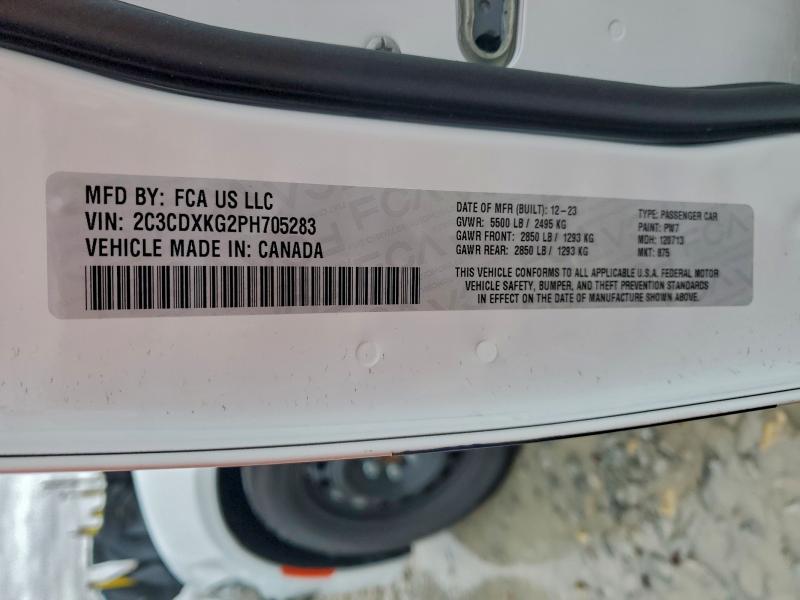 MFD BY: FCA US LLC
VIN: 2C3CDXKG2PH705283
VEHICLE MADE IN: CANADA
DATE OF MFR (BUILT): 12-23
GVWR: 5500 LB / 2495 KG
GAWR FRONT: 2850 LB / 1293 KG
GAWR REAR: 2850 LB / 1293 KG
TYPE: PASSENGER CAR
PAINT: PW7
MDH: 120713
MKT: 875
THIS VEHICLE CONFORMS TO ALL APPLICABLE U.S.A. FEDERAL MOTOR
VEHICLE SAFETY, BUMPER, AND THEFT PREVENTION STANDARDS
IN EFFECT ON THE DATE OF MANUFACTURE SHOWN ABOVE.